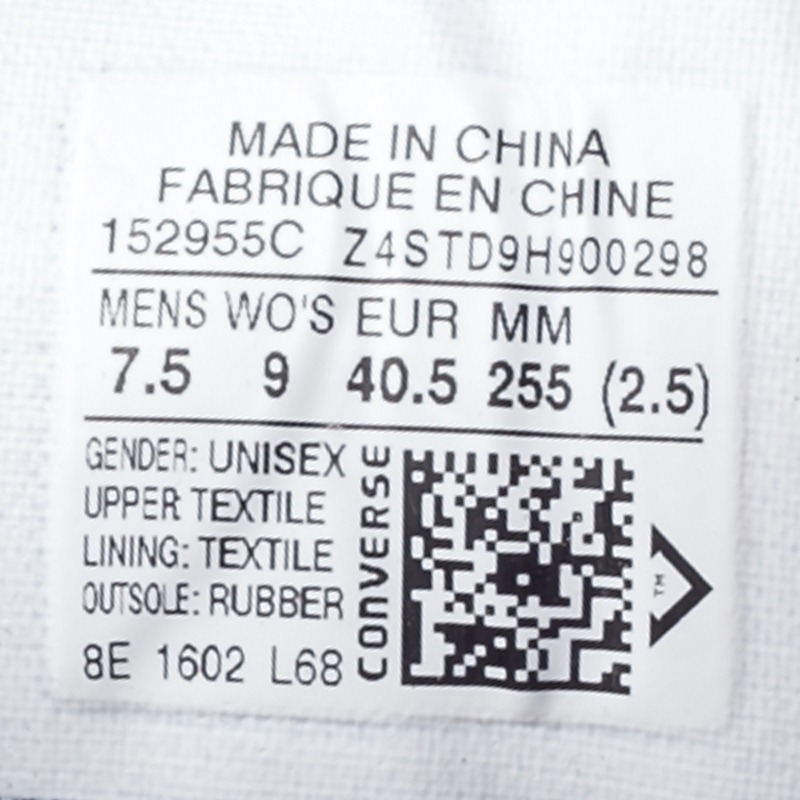 MADE IN CHINA
FABRIQUE EN CHINE
152955C Z4STD9H900298
MENS WO'S EUR MM
7.5 9 40.5 255 (2.5)
GENDER: UNISEX
UPPER TEXTILE
LINING: TEXTILE
OUTSOLE: RUBBER
8E 1602 L68
CONVERSE
TM